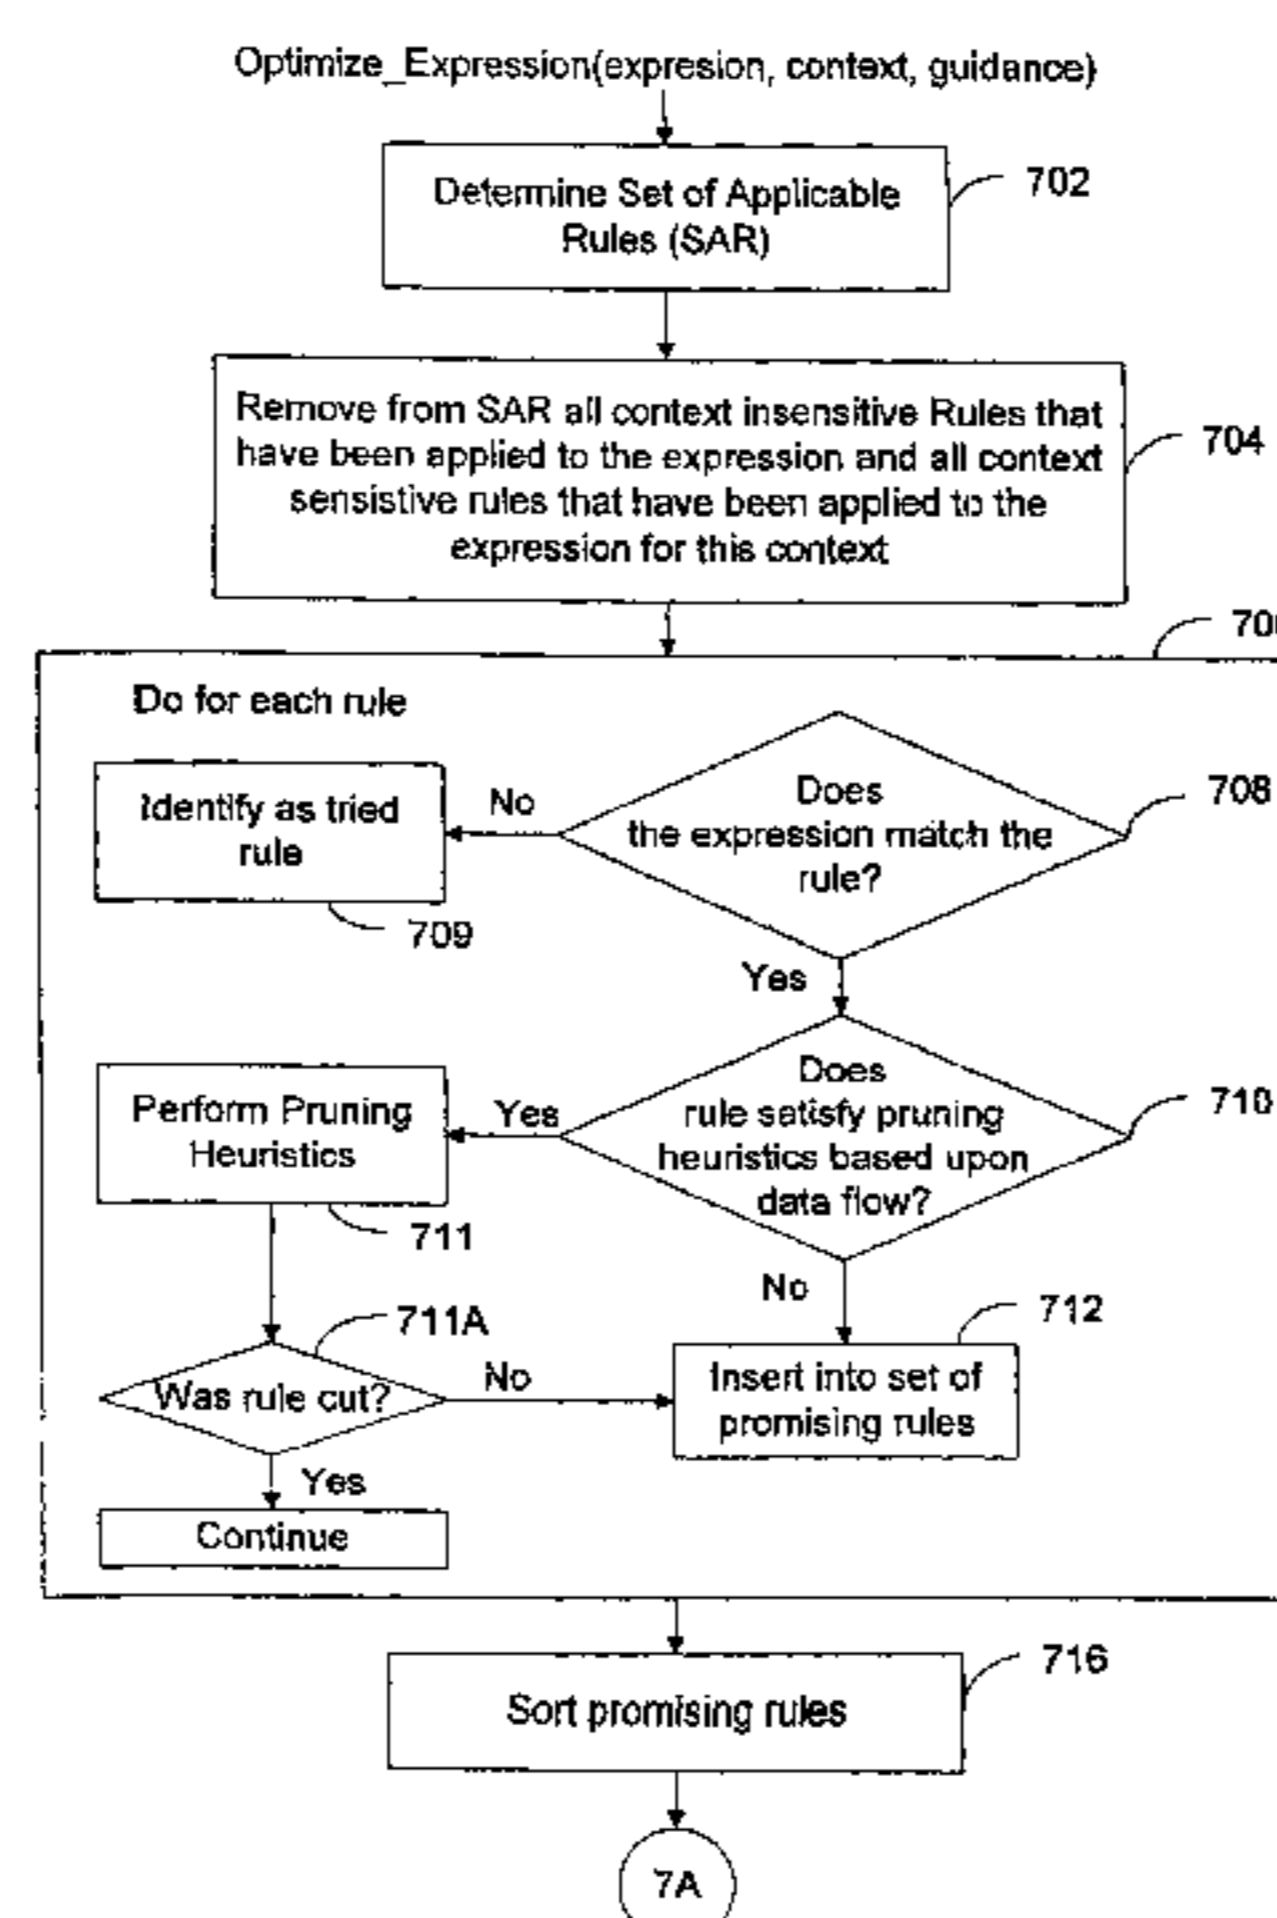 Optimize_Expression(expresion, context, guidance)
Determine Set of Applicable
Rules (SAR)
702
Remove from SAR all context insensitive Rules that
have been applied to the expression and all context
sensistive rules that have been applied to the
expression for this context
704
Do for each rule
Does
the expression match the
rule?
708
No
Identify as tried
rule
709
Yes
Does
rule satisfy pruning
heuristics based upon
data flow?
710
Yes
Perform Pruning
Heuristics
711
No
711A
Was rule cut?
No
712
Insert into set of
promising rules
Yes
Continue
716
Sort promising rules
7A